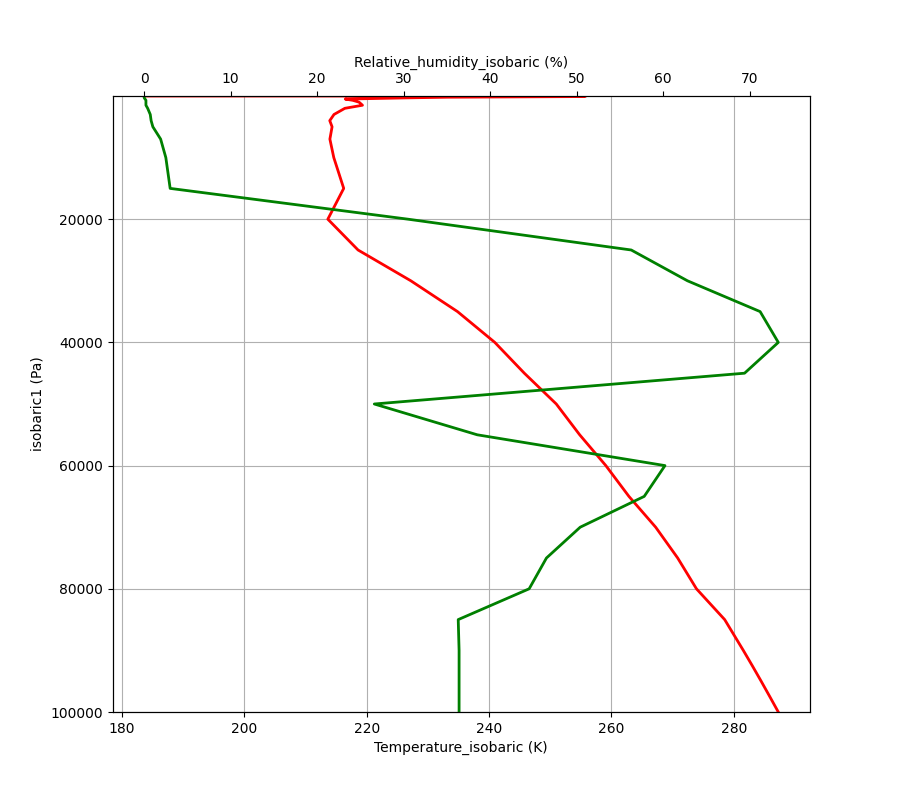 Relative_humidity_isobaric (%)
0 10 20 30 40 50 60 70
20000
40000
isobaric1 (Pa)
60000
80000
100000
180 200 220 240 260 280
Temperature_isobaric (K)